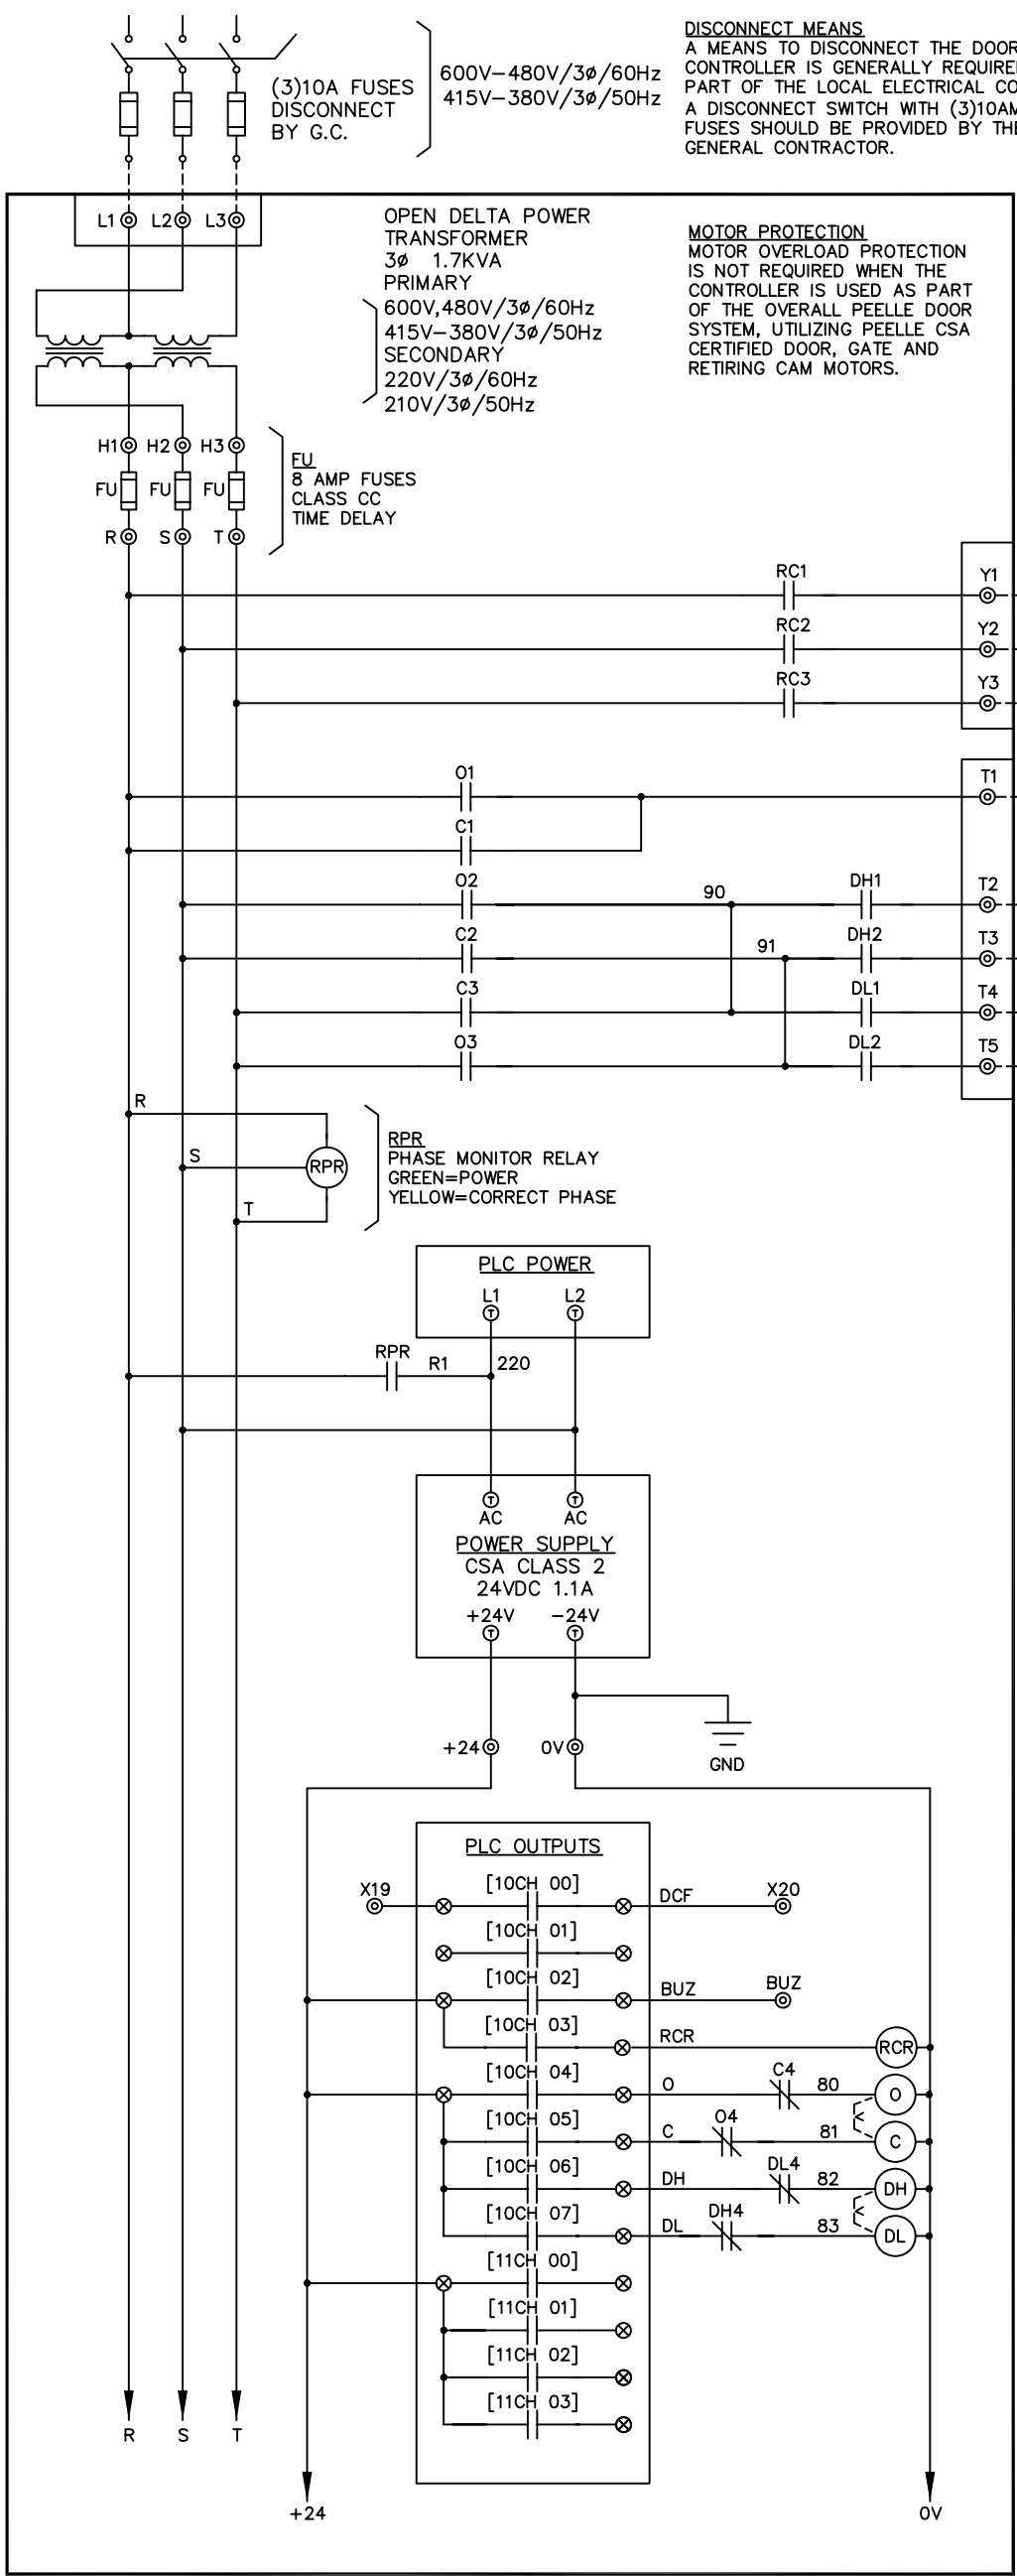 (3)10A FUSES
DISCONNECT
BY G.C.
600V-480V/3ø/60Hz
415V-380V/3ø/50Hz
DISCONNECT MEANS
A MEANS TO DISCONNECT THE DOOR
CONTROLLER IS GENERALLY REQUIRE
PART OF THE LOCAL ELECTRICAL CO
A DISCONNECT SWITCH WITH (3)10AM
FUSES SHOULD BE PROVIDED BY THE
GENERAL CONTRACTOR.
L1 L2 L3
OPEN DELTA POWER
TRANSFORMER
3ø 1.7KVA
PRIMARY
600V,480V/3ø/60Hz
415V-380V/3ø/50Hz
SECONDARY
220V/3ø/60Hz
210V/3ø/50Hz
MOTOR PROTECTION
MOTOR OVERLOAD PROTECTION
IS NOT REQUIRED WHEN THE
CONTROLLER IS USED AS PART
OF THE OVERALL PEELLE DOOR
SYSTEM, UTILIZING PEELLE CSA
CERTIFIED DOOR, GATE AND
RETIRING CAM MOTORS.
H1 H2 H3
FU FU FU
R S T
FU
8 AMP FUSES
CLASS CC
TIME DELAY
RC1 Y1
RC2 Y2
RC3 Y3
O1 T1
C1
O2 90 DH1 T2
C2 91 DH2 T3
C3 DL1 T4
O3 DL2 T5
R
S RPR
T
RPR
PHASE MONITOR RELAY
GREEN=POWER
YELLOW=CORRECT PHASE
PLC POWER
L1 L2
T T
RPR R1 220
T T
AC AC
POWER SUPPLY
CSA CLASS 2
24VDC 1.1A
+24V -24V
T T
+24 0V
GND
PLC OUTPUTS
X19 [10CH 00] DCF X20
[10CH 01]
[10CH 02] BUZ BUZ
[10CH 03] RCR RCR
[10CH 04] O C4 80 O
[10CH 05] C O4 81 C
[10CH 06] DH DL4 82 DH
[10CH 07] DL DH4 83 DL
[11CH 00]
[11CH 01]
[11CH 02]
[11CH 03]
R S T
+24 0V